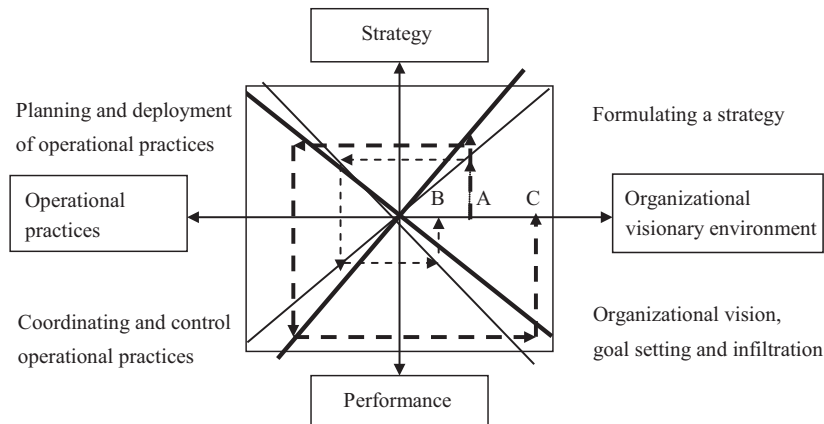 Strategy
Planning and deployment
of operational practices
Formulating a strategy
Operational
practices
B A C
Organizational
visionary environment
Coordinating and control
operational practices
Organizational vision,
goal setting and infiltration
Performance